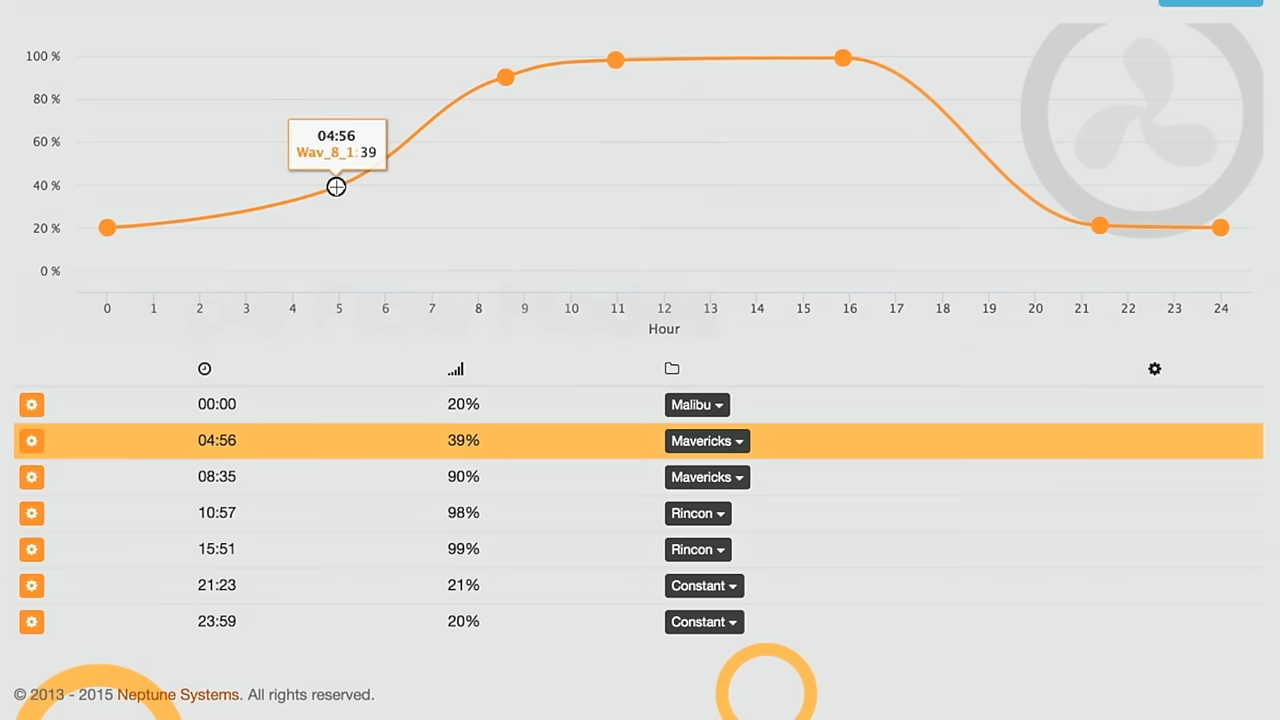 100 %
80 %
60 %
40 %
20 %
0 %
04:56
Wav_8_1: 39
0 1 2 3 4 5 6 7 8 9 10 11 12 13 14 15 16 17 18 19 20 21 22 23 24
Hour
00:00 20% Malibu
04:56 39% Mavericks
08:35 90% Mavericks
10:57 98% Rincon
15:51 99% Rincon
21:23 21% Constant
23:59 20% Constant
© 2013 - 2015 Neptune Systems. All rights reserved.